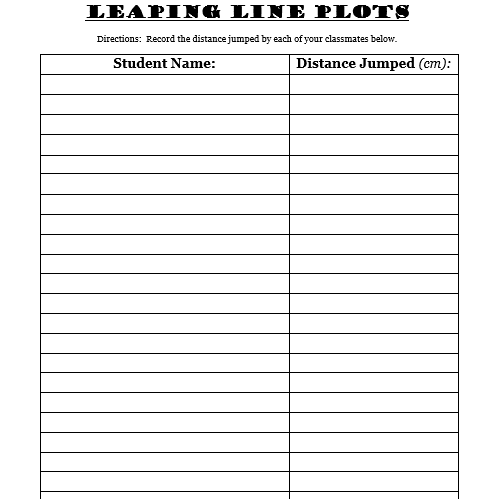 LEAPING LINE PLOTS
Directions: Record the distance jumped by each of your classmates below.
Student Name: Distance Jumped (cm):